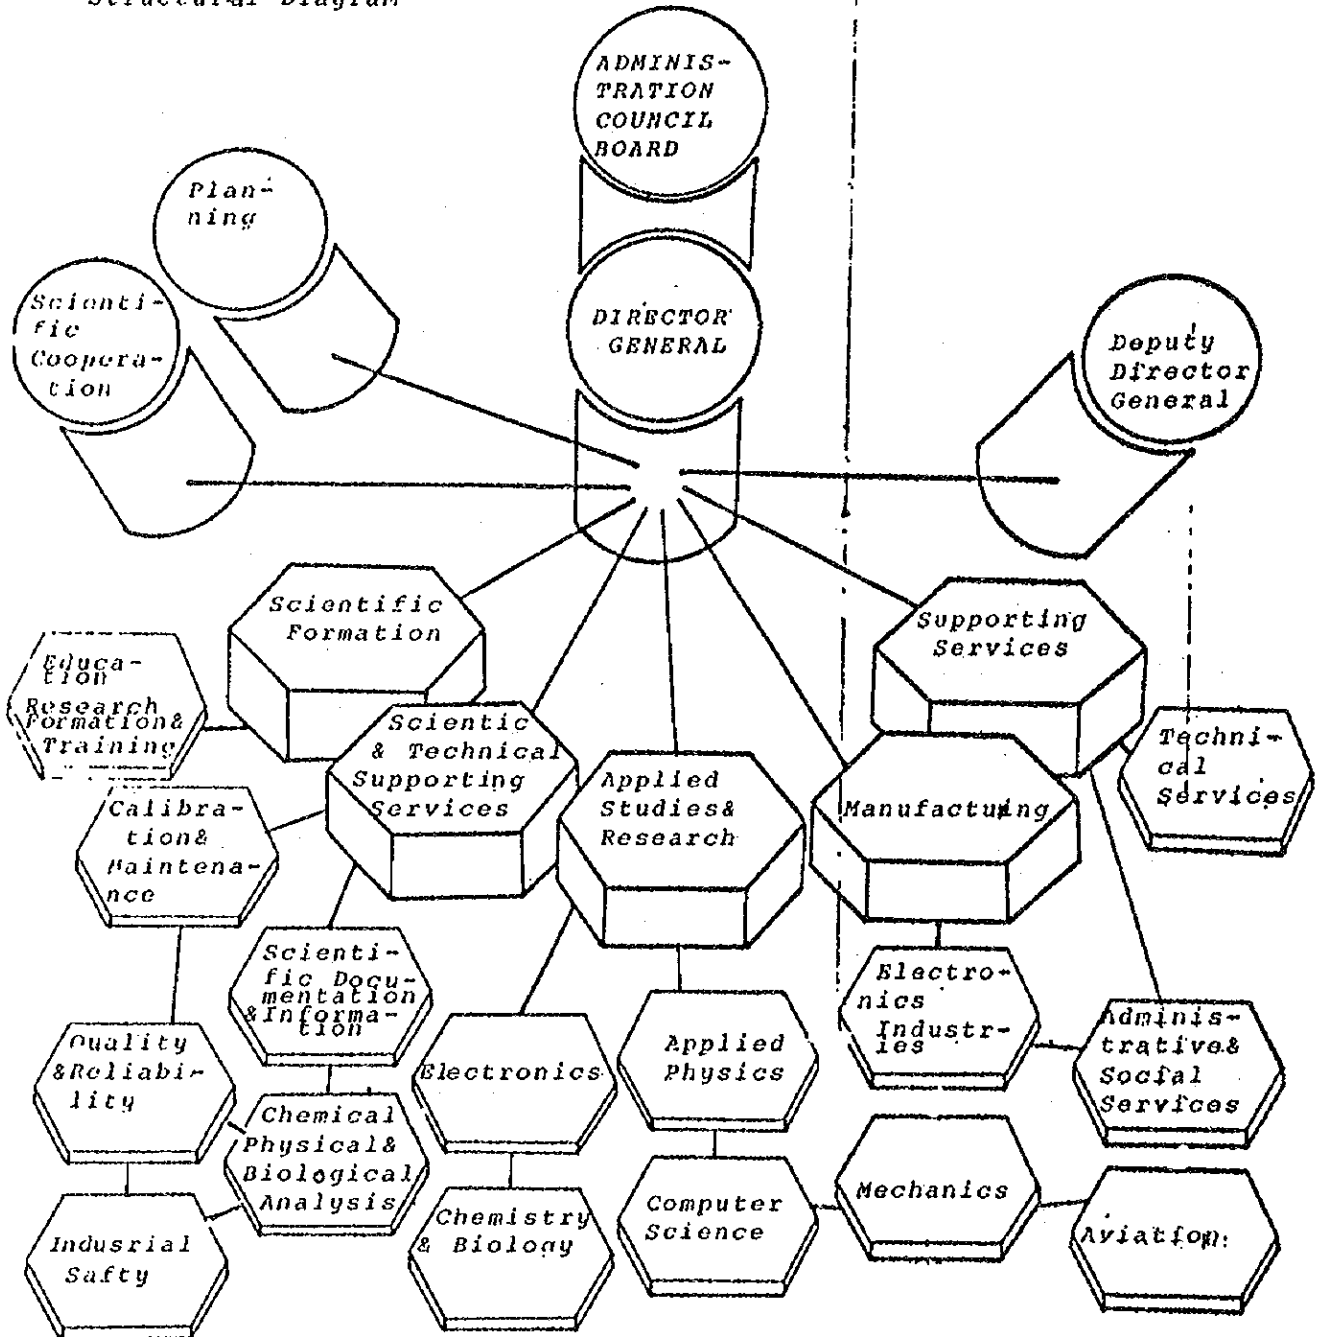 Structural Diagram
ADMINIS-
TRATION
COUNCIL
BOARD
Plan-
ning
Scienti-
fic
Coopera-
tion
DIRECTOR
GENERAL
Deputy
Director
General
Scientific
Formation
Supporting
Services
Educa-
tion
Research
Formation&
Training
Scientic
& Technical
Supporting
Services
Applied
Studies&
Research
Manufacturing
Techni-
cal
Services
Calibra-
tion&
Maintena-
nce
Scienti-
fic Docu-
mentation
&Informa-
tion
Electro-
nics
Industr-
ies
Adminis-
trative&
Social
Services
Quality
&Reliabi-
lity
Electronics
Applied
Physics
Chemical
Physical&
Biological
Analysis
Mechanics
Computer
Science
Chemistry
& Biology
Aviation
Indusrial
Safty